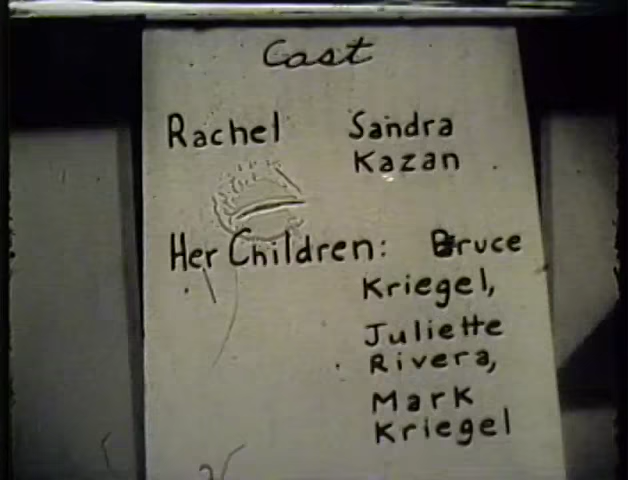 Cast
Rachel Sandra
Kazan
Her Children: Bruce
Kriegel,
Juliette
Rivera,
Mark
Kriegel